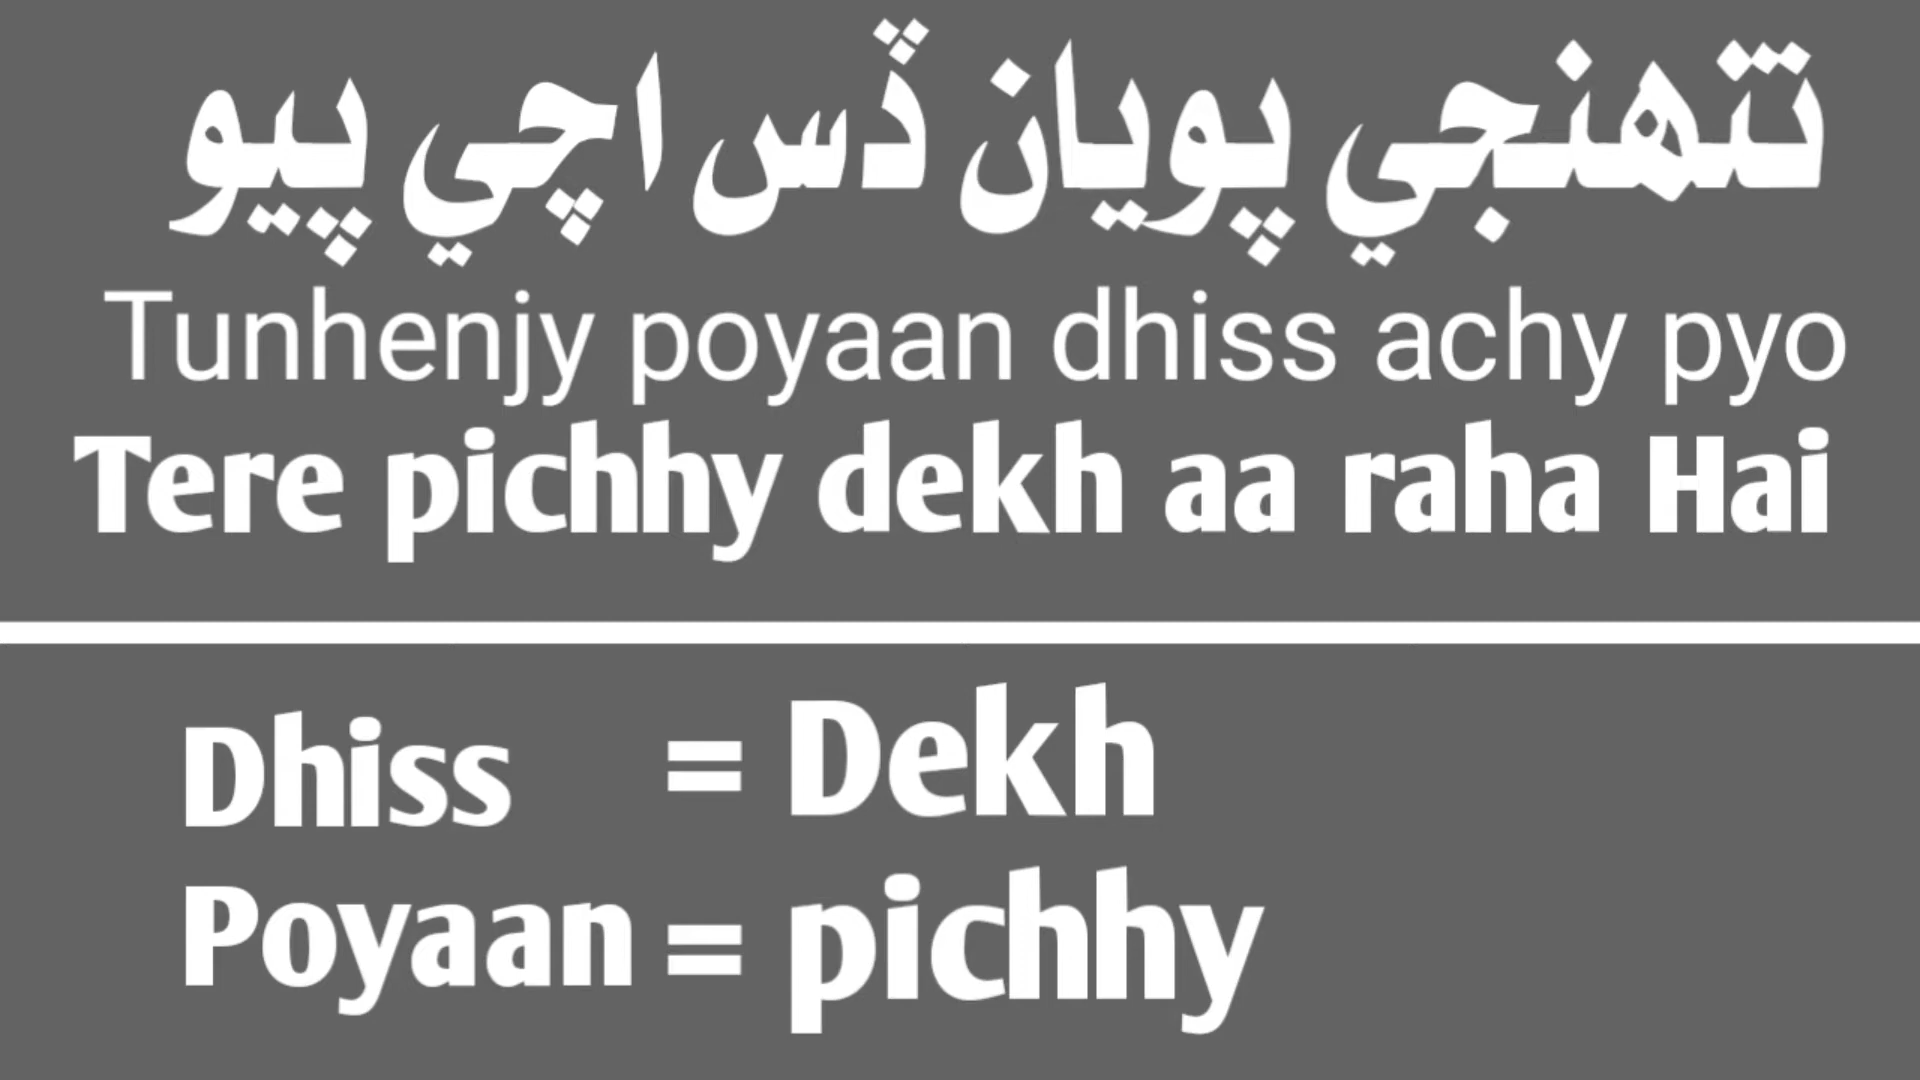 تنهنجي پويان ڏس اچي پيو
Tunhenjy poyaan dhiss achy pyo
Tere pichhy dekh aa raha Hai
Dhiss = Dekh
Poyaan = pichhy